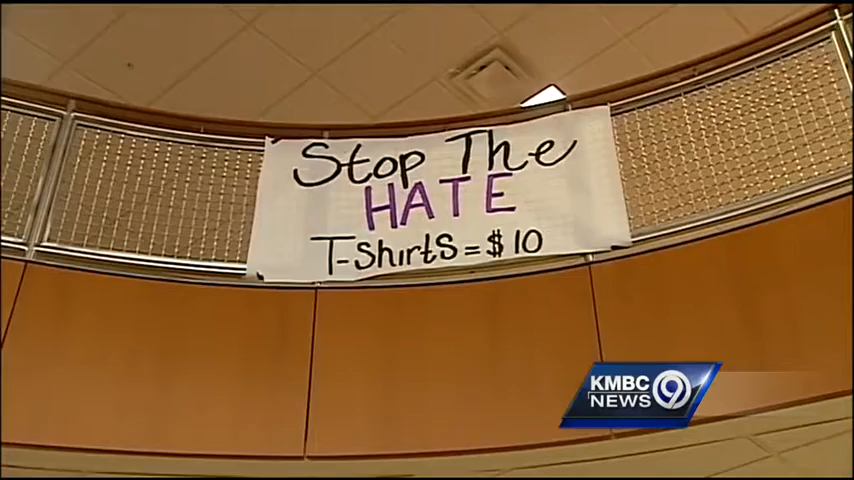 Stop The
HATE
T-Shirts = $10
KMBC 9
NEWS